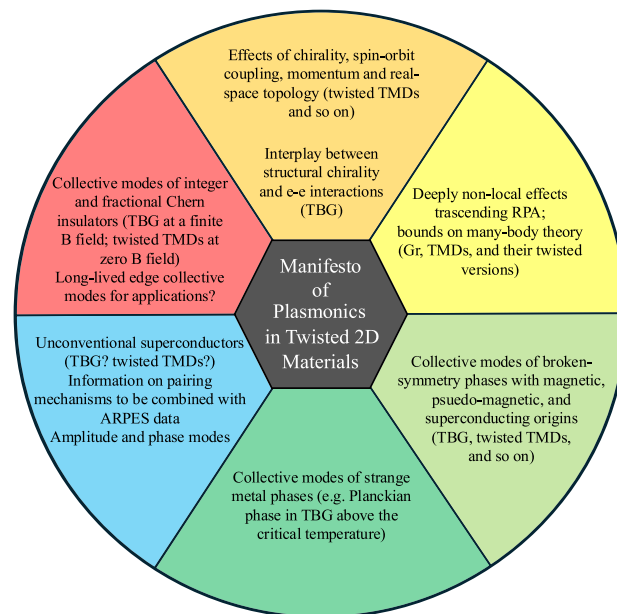 Effects of chirality, spin-orbit
coupling, momentum and real-
space topology (twisted TMDs
and so on)
Interplay between
structural chirality
and e-e interactions
(TBG)
Deeply non-local effects
trascending RPA;
bounds on many-body theory
(Gr, TMDs, and their twisted
versions)
Collective modes of broken-
symmetry phases with magnetic,
psuedo-magnetic, and
superconducting origins
(TBG, twisted TMDs,
and so on)
Collective modes of strange
metal phases (e.g. Planckian
phase in TBG above the
critical temperature)
Unconventional superconductors
(TBG? twisted TMDs?)
Information on pairing
mechanisms to be combined with
ARPES data
Amplitude and phase modes
Collective modes of integer
and fractional Chern
insulators (TBG at a finite
B field; twisted TMDs at
zero B field)
Long-lived edge collective
modes for applications?
Manifesto
of
Plasmonics
in Twisted 2D
Materials